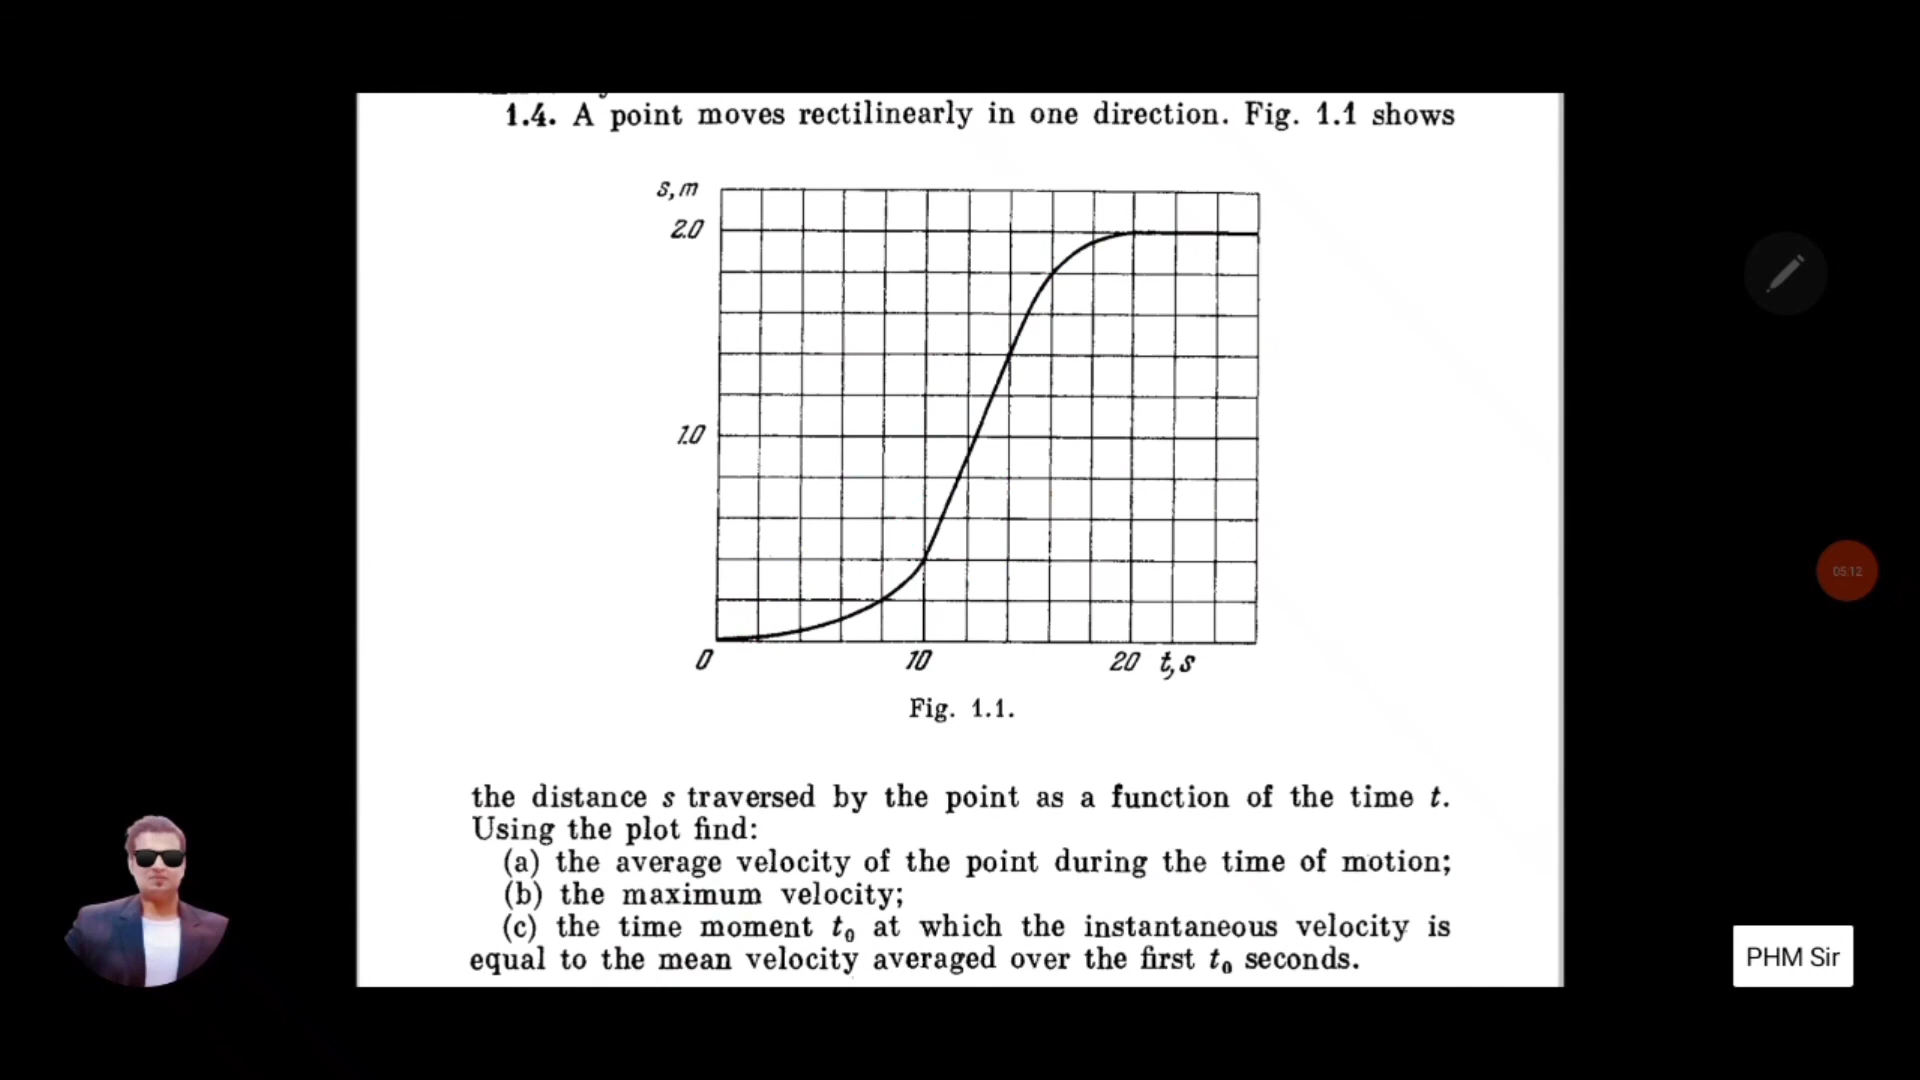 1.4. A point moves rectilinearly in one direction. Fig. 1.1 shows
s, m
2.0
1.0
0
10
20 t, s
Fig. 1.1.
the distance s traversed by the point as a function of the time t.
Using the plot find:
(a) the average velocity of the point during the time of motion;
(b) the maximum velocity;
(c) the time moment t₀ at which the instantaneous velocity is
equal to the mean velocity averaged over the first t₀ seconds.
05:12
PHM Sir